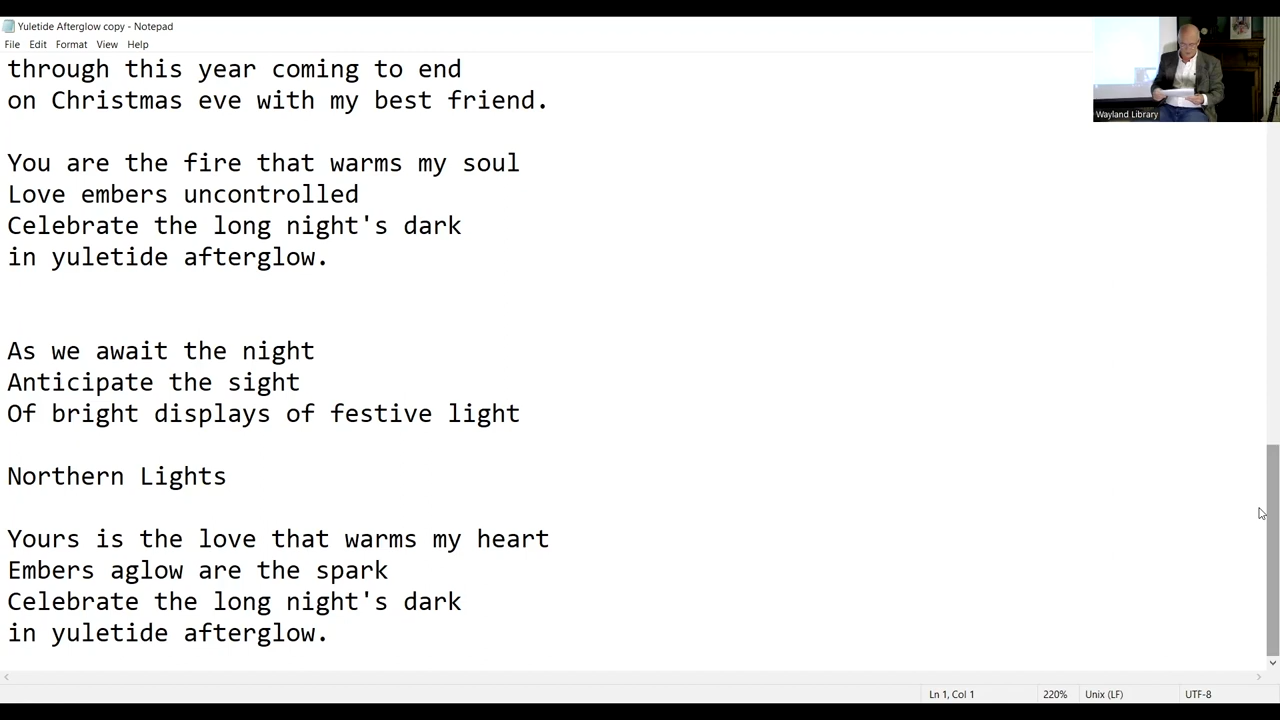 Yuletide Afterglow copy - Notepad
File Edit Format View Help
through this year coming to end
on Christmas eve with my best friend.
You are the fire that warms my soul
Love embers uncontrolled
Celebrate the long night's dark
in yuletide afterglow.
As we await the night
Anticipate the sight
Of bright displays of festive light
Northern Lights
Yours is the love that warms my heart
Embers aglow are the spark
Celebrate the long night's dark
in yuletide afterglow.
Wayland Library
Ln 1, Col 1 220% Unix (LF) UTF-8